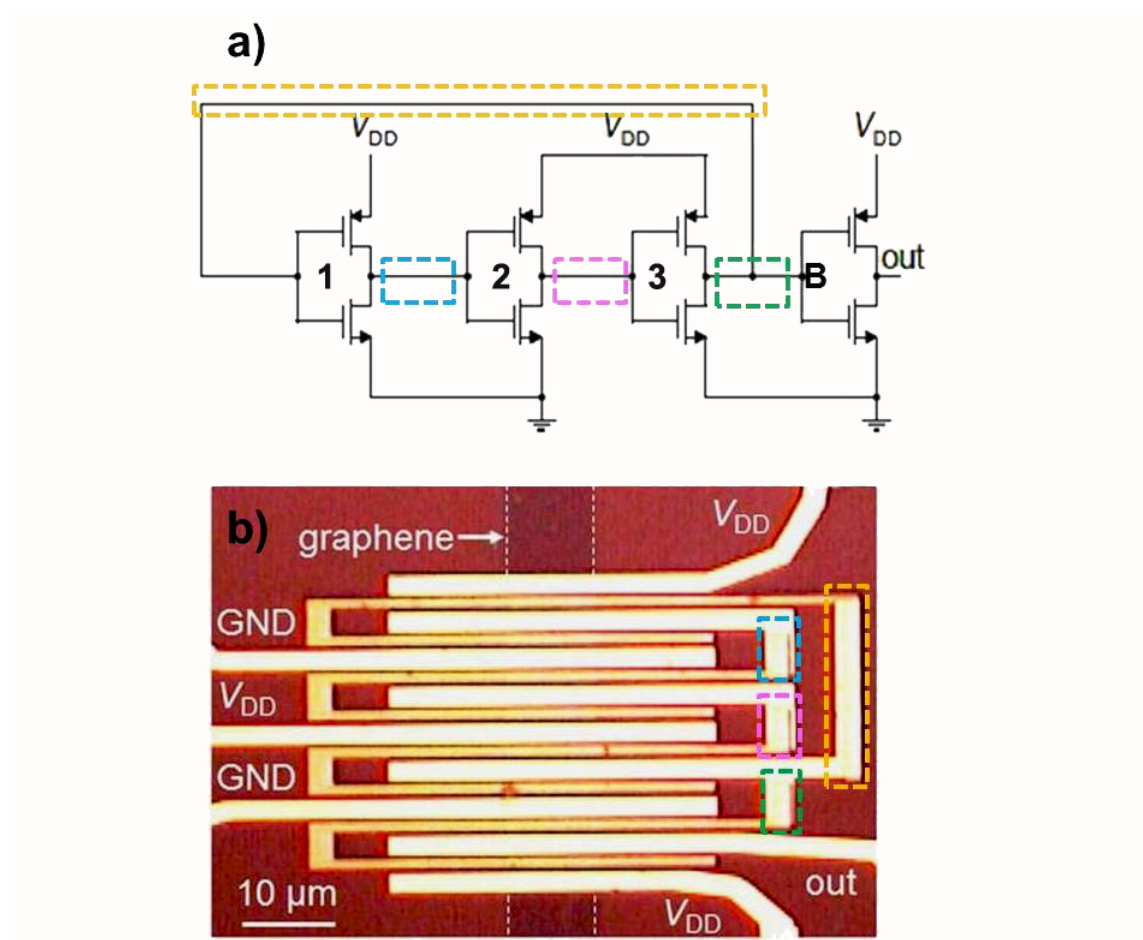 a)
VDD
VDD
VDD
1
2
3
B
out
b)
graphene
VDD
GND
VDD
GND
10 µm
out
VDD